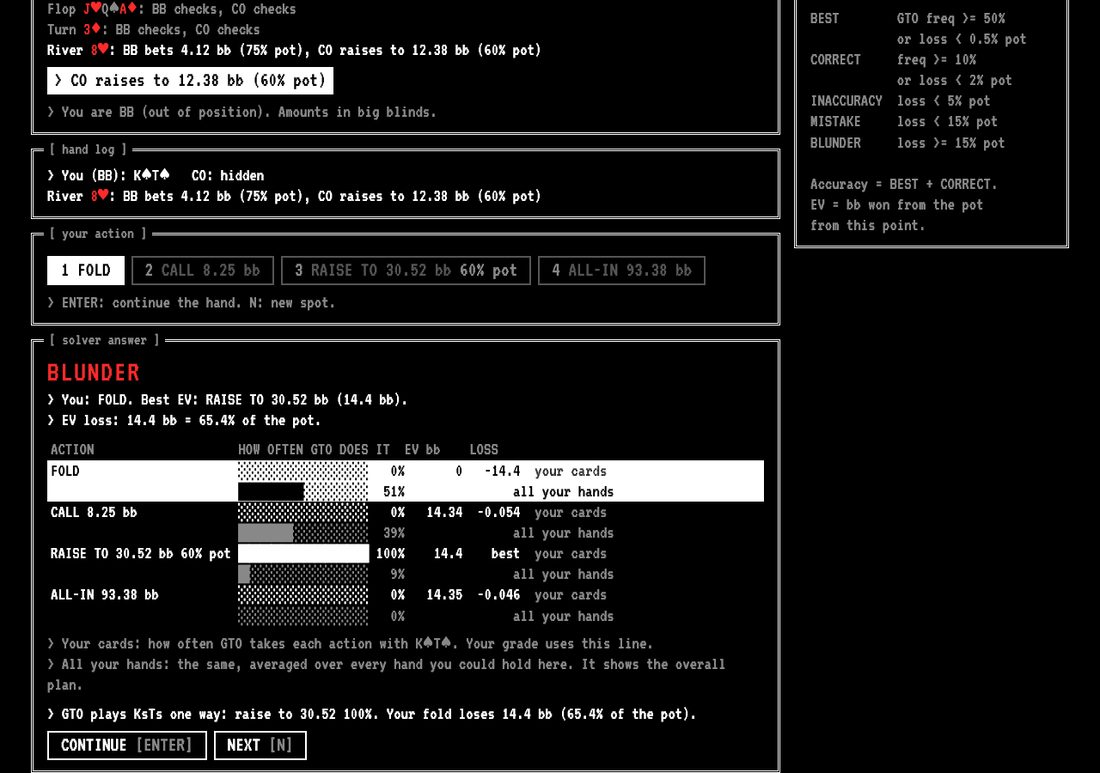 Flop J♥Q♠A♦: BB checks, CO checks
Turn 3♦: BB checks, CO checks
River 8♥: BB bets 4.12 bb (75% pot), CO raises to 12.38 bb (60% pot)
> CO raises to 12.38 bb (60% pot)
> You are BB (out of position). Amounts in big blinds.
[ hand log ]
> You (BB): K♠T♠ CO: hidden
River 8♥: BB bets 4.12 bb (75% pot), CO raises to 12.38 bb (60% pot)
[ your action ]
1 FOLD 2 CALL 8.25 bb 3 RAISE TO 30.52 bb 60% pot 4 ALL-IN 93.38 bb
> ENTER: continue the hand. N: new spot.
[ solver answer ]
BLUNDER
> You: FOLD. Best EV: RAISE TO 30.52 bb (14.4 bb).
> EV loss: 14.4 bb = 65.4% of the pot.
ACTION HOW OFTEN GTO DOES IT EV bb LOSS
FOLD 0% 0 -14.4 your cards
51% all your hands
CALL 8.25 bb 0% 14.34 -0.054 your cards
39% all your hands
RAISE TO 30.52 bb 60% pot 100% 14.4 best your cards
9% all your hands
ALL-IN 93.38 bb 0% 14.35 -0.046 your cards
0% all your hands
> Your cards: how often GTO takes each action with K♠T♠. Your grade uses this line.
> All your hands: the same, averaged over every hand you could hold here. It shows the overall
plan.
> GTO plays KsTs one way: raise to 30.52 100%. Your fold loses 14.4 bb (65.4% of the pot).
CONTINUE [ENTER] NEXT [N]
BEST GTO freq >= 50%
or loss < 0.5% pot
CORRECT freq >= 10%
or loss < 2% pot
INACCURACY loss < 5% pot
MISTAKE loss < 15% pot
BLUNDER loss >= 15% pot
Accuracy = BEST + CORRECT.
EV = bb won from the pot
from this point.